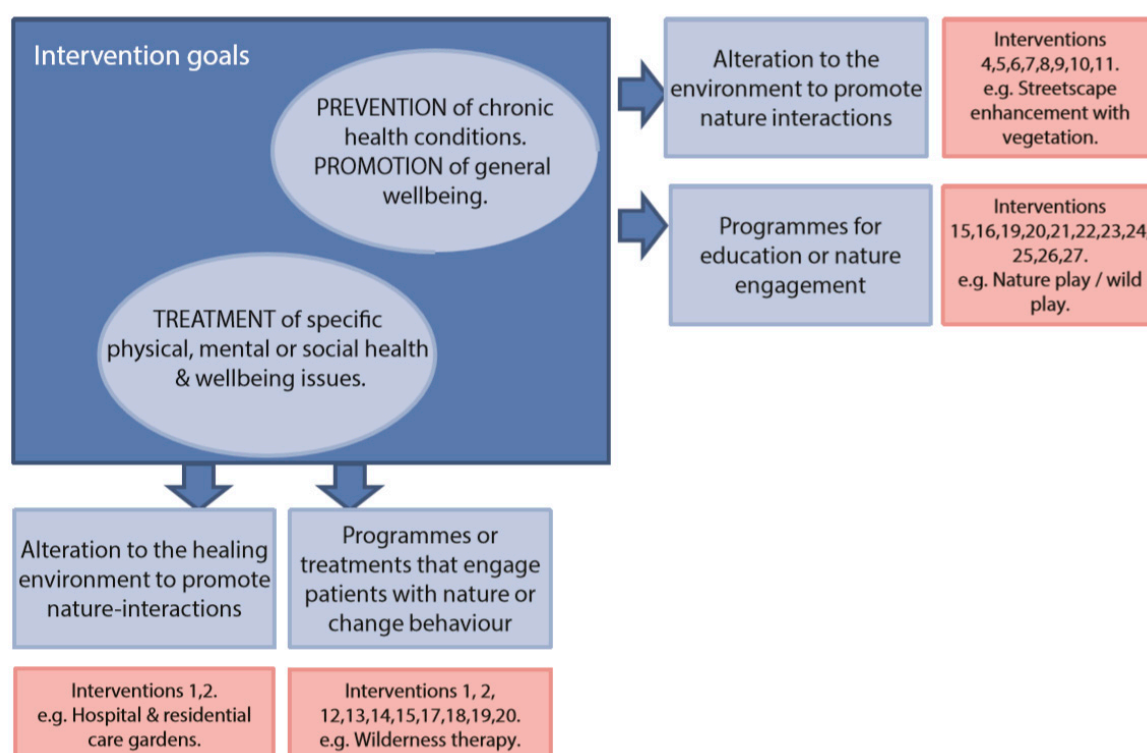 Intervention goals
PREVENTION of chronic
health conditions.
PROMOTION of general
wellbeing.
TREATMENT of specific
physical, mental or social health
& wellbeing issues.
Alteration to the
environment to promote
nature interactions
Interventions
4,5,6,7,8,9,10,11.
e.g. Streetscape
enhancement with
vegetation.
Programmes for
education or nature
engagement
Interventions
15,16,19,20,21,22,23,24,
25,26,27.
e.g. Nature play / wild
play.
Alteration to the healing
environment to promote
nature-interactions
Programmes or
treatments that engage
patients with nature or
change behaviour
Interventions 1,2.
e.g. Hospital & residential
care gardens.
Interventions 1, 2,
12,13,14,15,17,18,19,20.
e.g. Wilderness therapy.